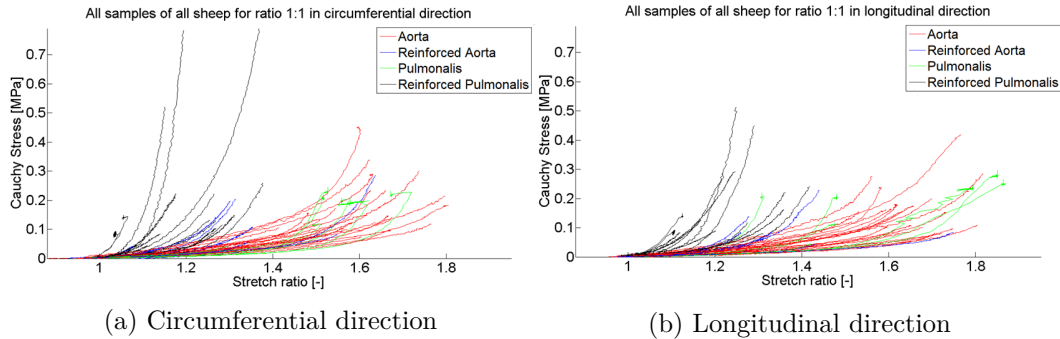 All samples of all sheep for ratio 1:1 in circumferential direction
Cauchy Stress [MPa]
0.7
0.6
0.5
0.4
0.3
0.2
0.1
0
1
1.2
1.4
1.6
1.8
Stretch ratio [-]
Aorta
Reinforced Aorta
Pulmonalis
Reinforced Pulmonalis
(a) Circumferential direction
All samples of all sheep for ratio 1:1 in longitudinal direction
Cauchy Stress [MPa]
0.7
0.6
0.5
0.4
0.3
0.2
0.1
0
1
1.2
1.4
1.6
1.8
Stretch ratio [-]
Aorta
Reinforced Aorta
Pulmonalis
Reinforced Pulmonalis
(b) Longitudinal direction